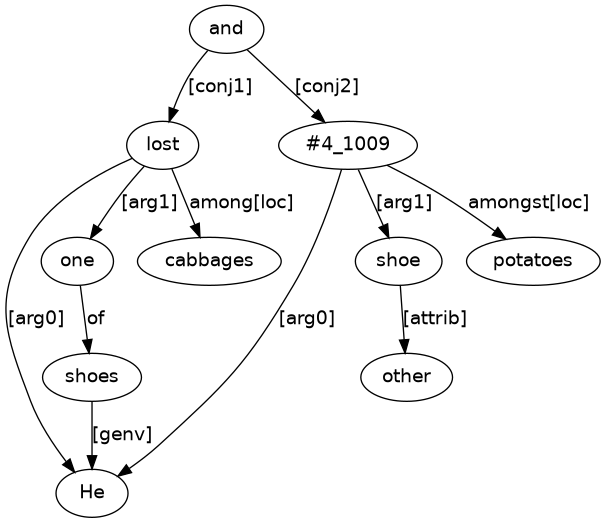 and
[conj1]
[conj2]
lost
#4_1009
[arg1]
among[loc]
[arg1]
amongst[loc]
one
cabbages
shoe
potatoes
[arg0]
of
[arg0]
[attrib]
shoes
other
[genv]
He